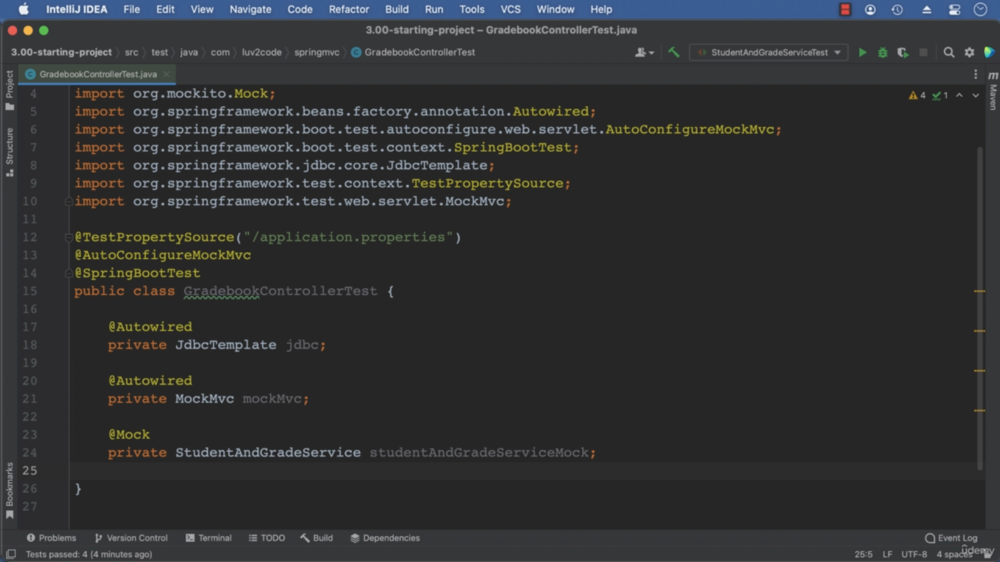 IntelliJ IDEA File Edit View Navigate Code Refactor Build Run Tools VCS Window Help
3.00-starting-project – GradebookControllerTest.java
3.00-starting-project src test java com luv2code springmvc GradebookControllerTest StudentAndGradeServiceTest
GradebookControllerTest.java
4 import org.mockito.Mock;
5 import org.springframework.beans.factory.annotation.Autowired;
6 import org.springframework.boot.test.autoconfigure.web.servlet.AutoConfigureMockMvc;
7 import org.springframework.boot.test.context.SpringBootTest;
8 import org.springframework.jdbc.core.JdbcTemplate;
9 import org.springframework.test.context.TestPropertySource;
10 import org.springframework.test.web.servlet.MockMvc;
11
12 @TestPropertySource("/application.properties")
13 @AutoConfigureMockMvc
14 @SpringBootTest
15 public class GradebookControllerTest {
16
17 @Autowired
18 private JdbcTemplate jdbc;
19
20 @Autowired
21 private MockMvc mockMvc;
22
23 @Mock
24 private StudentAndGradeService studentAndGradeServiceMock;
25
26 }
27
4 1
Project
Structure
Bookmarks
m Maven
Problems Version Control Terminal TODO Build Dependencies Event Log
Tests passed: 4 (4 minutes ago) 25:5 LF UTF-8 4 spaces
ûdemy